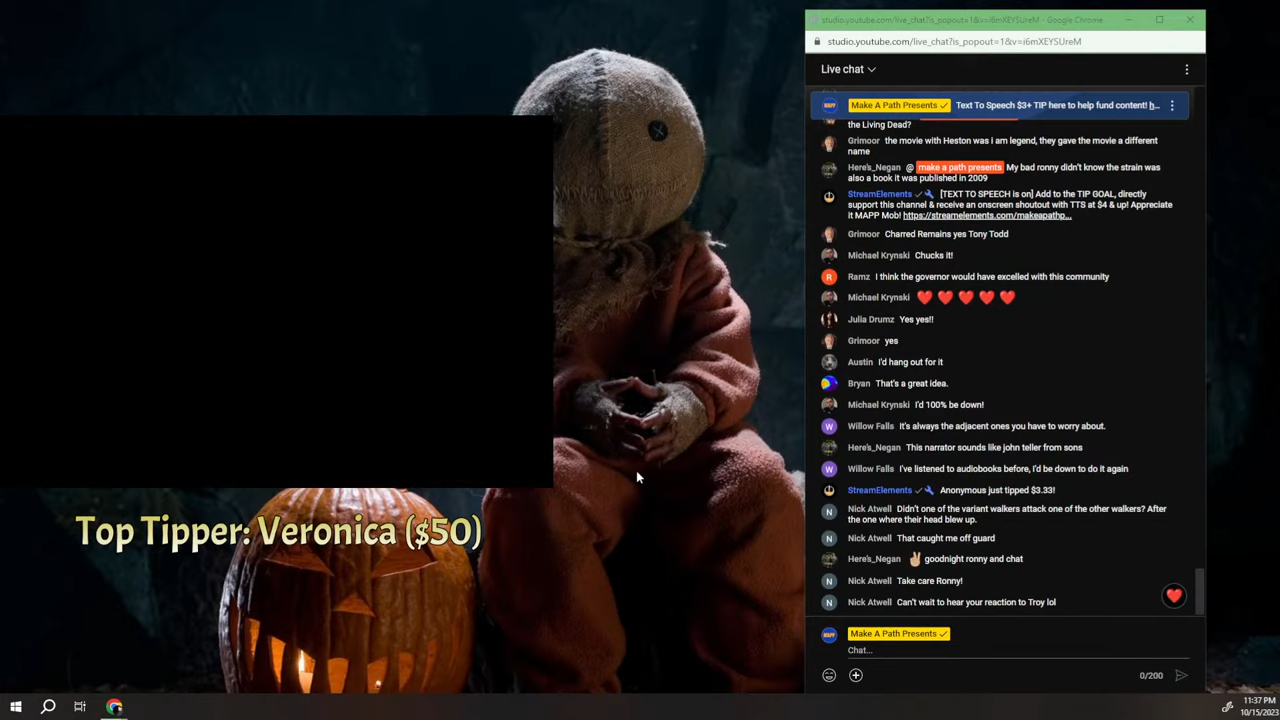 studio.youtube.com/live_chat?is_popout=1&v=i6mXEYSUreM - Google Chrome
studio.youtube.com/live_chat?is_popout=1&v=i6mXEYSUreM
Live chat
Make A Path Presents Text To Speech $3+ TIP here to help fund content! h...
the Living Dead?
Grimoor the movie with Heston was i am legend, they gave the movie a different
name
Here's_Negan @ make a path presents My bad ronny didn't know the strain was
also a book it was published in 2009
StreamElements [TEXT TO SPEECH is on] Add to the TIP GOAL, directly
support this channel & receive an onscreen shoutout with TTS at $4 & up! Appreciate
it MAPP Mob! https://streamelements.com/makeapathp...
Grimoor Charred Remains yes Tony Todd
Michael Krynski Chucks it!
R Ramz I think the governor would have excelled with this community
Michael Krynski ❤️ ❤️ ❤️ ❤️ ❤️
Julia Drumz Yes yes!!
Grimoor yes
Austin I'd hang out for it
Bryan That's a great idea.
Michael Krynski I'd 100% be down!
W Willow Falls It's always the adjacent ones you have to worry about.
Here's_Negan This narrator sounds like john teller from sons
W Willow Falls I've listened to audiobooks before, I'd be down to do it again
StreamElements Anonymous just tipped $3.33!
N Nick Atwell Didn't one of the variant walkers attack one of the other walkers? After
the one where their head blew up.
N Nick Atwell That caught me off guard
Here's_Negan ✌🏼 goodnight ronny and chat
N Nick Atwell Take care Ronny!
N Nick Atwell Can't wait to hear your reaction to Troy lol
Make A Path Presents
Chat...
0/200
Top Tipper: Veronica ($50)
11:37 PM
10/15/2023